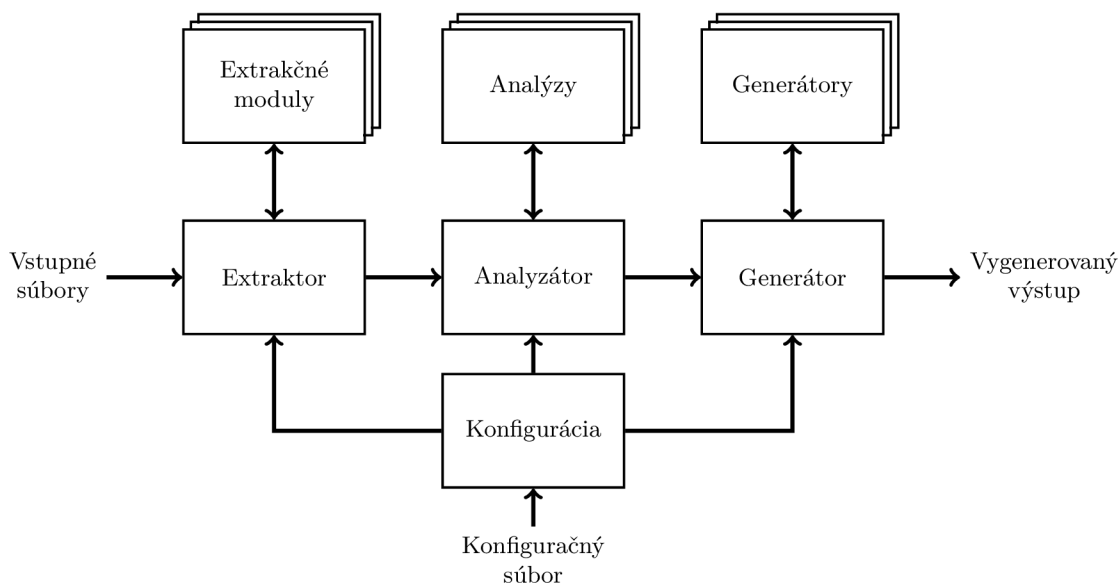 Extrakčné
moduly
Analýzy
Generátory
Vstupné
súbory
Extraktor
Analyzátor
Generátor
Vygenerovaný
výstup
Konfigurácia
Konfiguračný
súbor